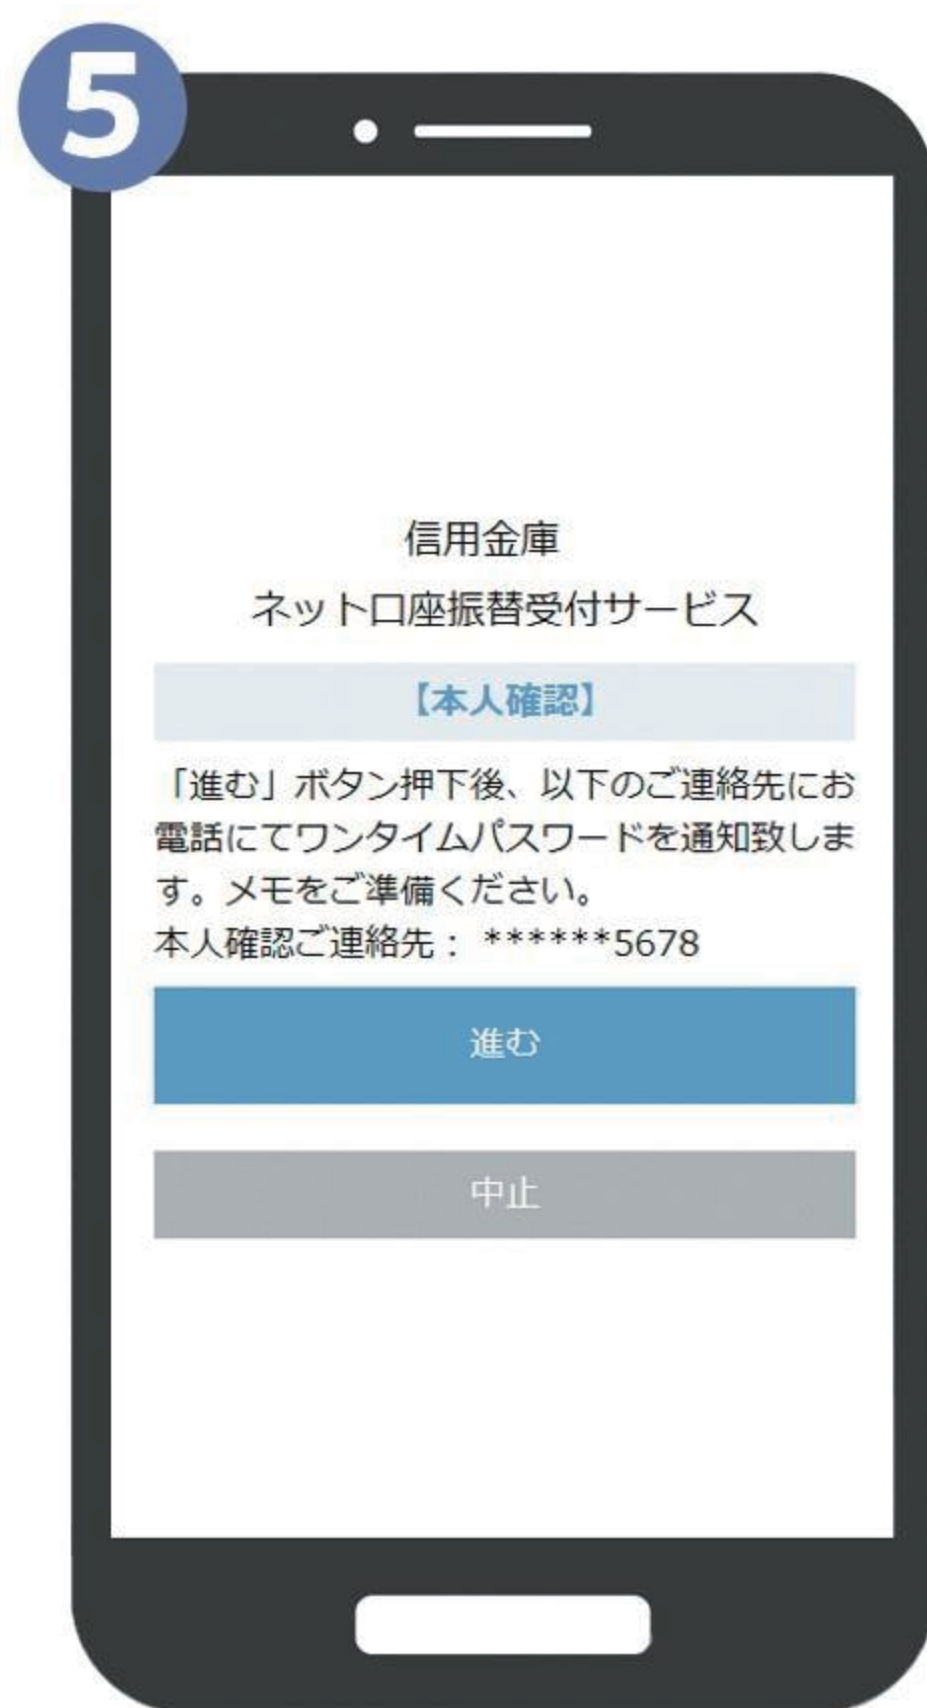 5
信用金庫
ネット口座振替受付サービス
【本人確認】
「進む」ボタン押下後、以下のご連絡先にお
電話にてワンタイムパスワードを通知致しま
す。メモをご準備ください。
本人確認ご連絡先： ******5678
進む
中止